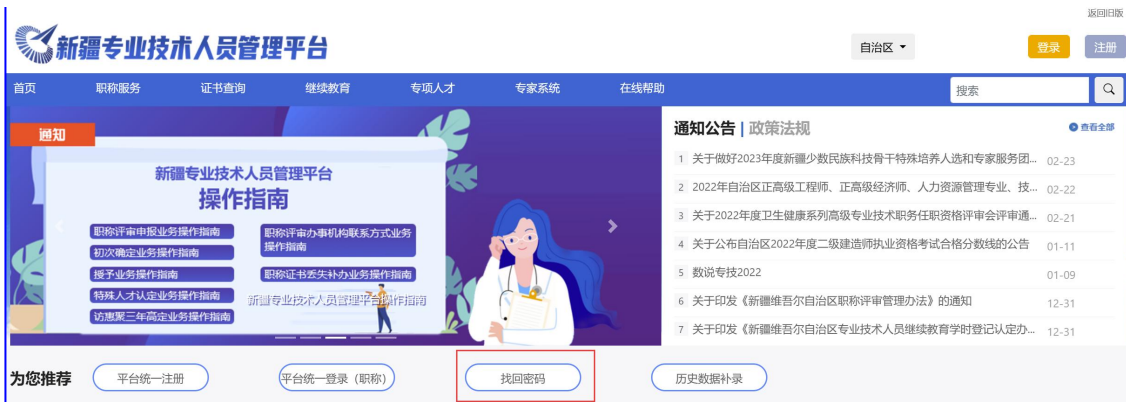 返回旧版
新疆专业技术人员管理平台
自治区
登录
注册
首页
职称服务
证书查询
继续教育
专项人才
专家系统
在线帮助
搜索
通知
新疆专业技术人员管理平台
操作指南
职称评审申报业务操作指南
初次确定业务操作指南
授予业务操作指南
特殊人才认定业务操作指南
访惠聚三年高定业务操作指南
职称评审办事机构联系方式业务
操作指南
职称证书丢失补办业务操作指南
新疆专业技术人员管理平台操作指南
通知公告 | 政策法规
查看全部
1 关于做好2023年度新疆少数民族科技骨干特殊培养人选和专家服务团... 02-23
2 2022年自治区正高级工程师、正高级经济师、人力资源管理专业、技... 02-22
3 关于2022年度卫生健康系列高级专业技术职务任职资格评审会评审通... 02-21
4 关于公布自治区2022年度二级建造师执业资格考试合格分数线的公告 01-11
5 数说专技2022 01-09
6 关于印发《新疆维吾尔自治区职称评审管理办法》的通知 12-31
7 关于印发《新疆维吾尔自治区专业技术人员继续教育学时登记认定办... 12-31
为您推荐
平台统一注册
平台统一登录（职称）
找回密码
历史数据补录